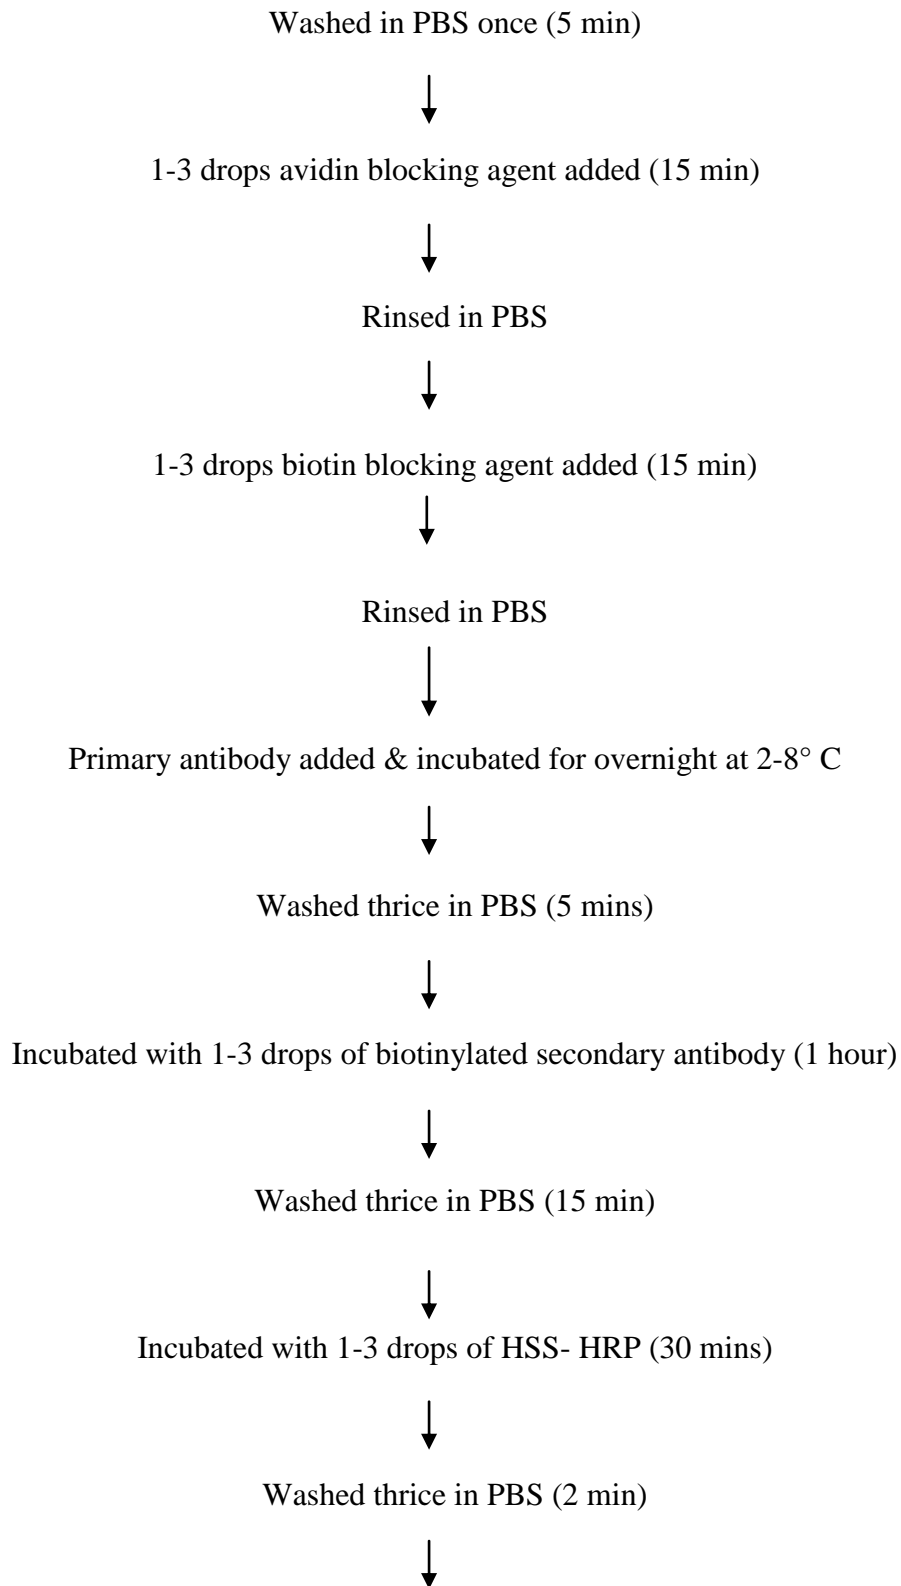 Washed in PBS once (5 min)
1-3 drops avidin blocking agent added (15 min)
Rinsed in PBS
1-3 drops biotin blocking agent added (15 min)
Rinsed in PBS
Primary antibody added & incubated for overnight at 2-8° C
Washed thrice in PBS (5 mins)
Incubated with 1-3 drops of biotinylated secondary antibody (1 hour)
Washed thrice in PBS (15 min)
Incubated with 1-3 drops of HSS- HRP (30 mins)
Washed thrice in PBS (2 min)